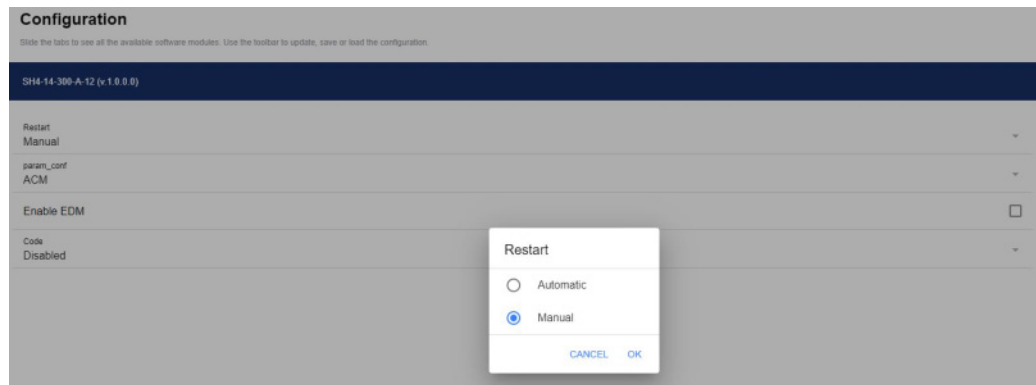 Configuration
Slide the tabs to see all the available software modules. Use the toolbar to update, save or load the configuration.
SH4-14-300-A-12 (v.1.0.0.0)
Restart
Manual
param_conf
ACM
Enable EDM
Code
Disabled
Restart
Automatic
Manual
CANCEL OK